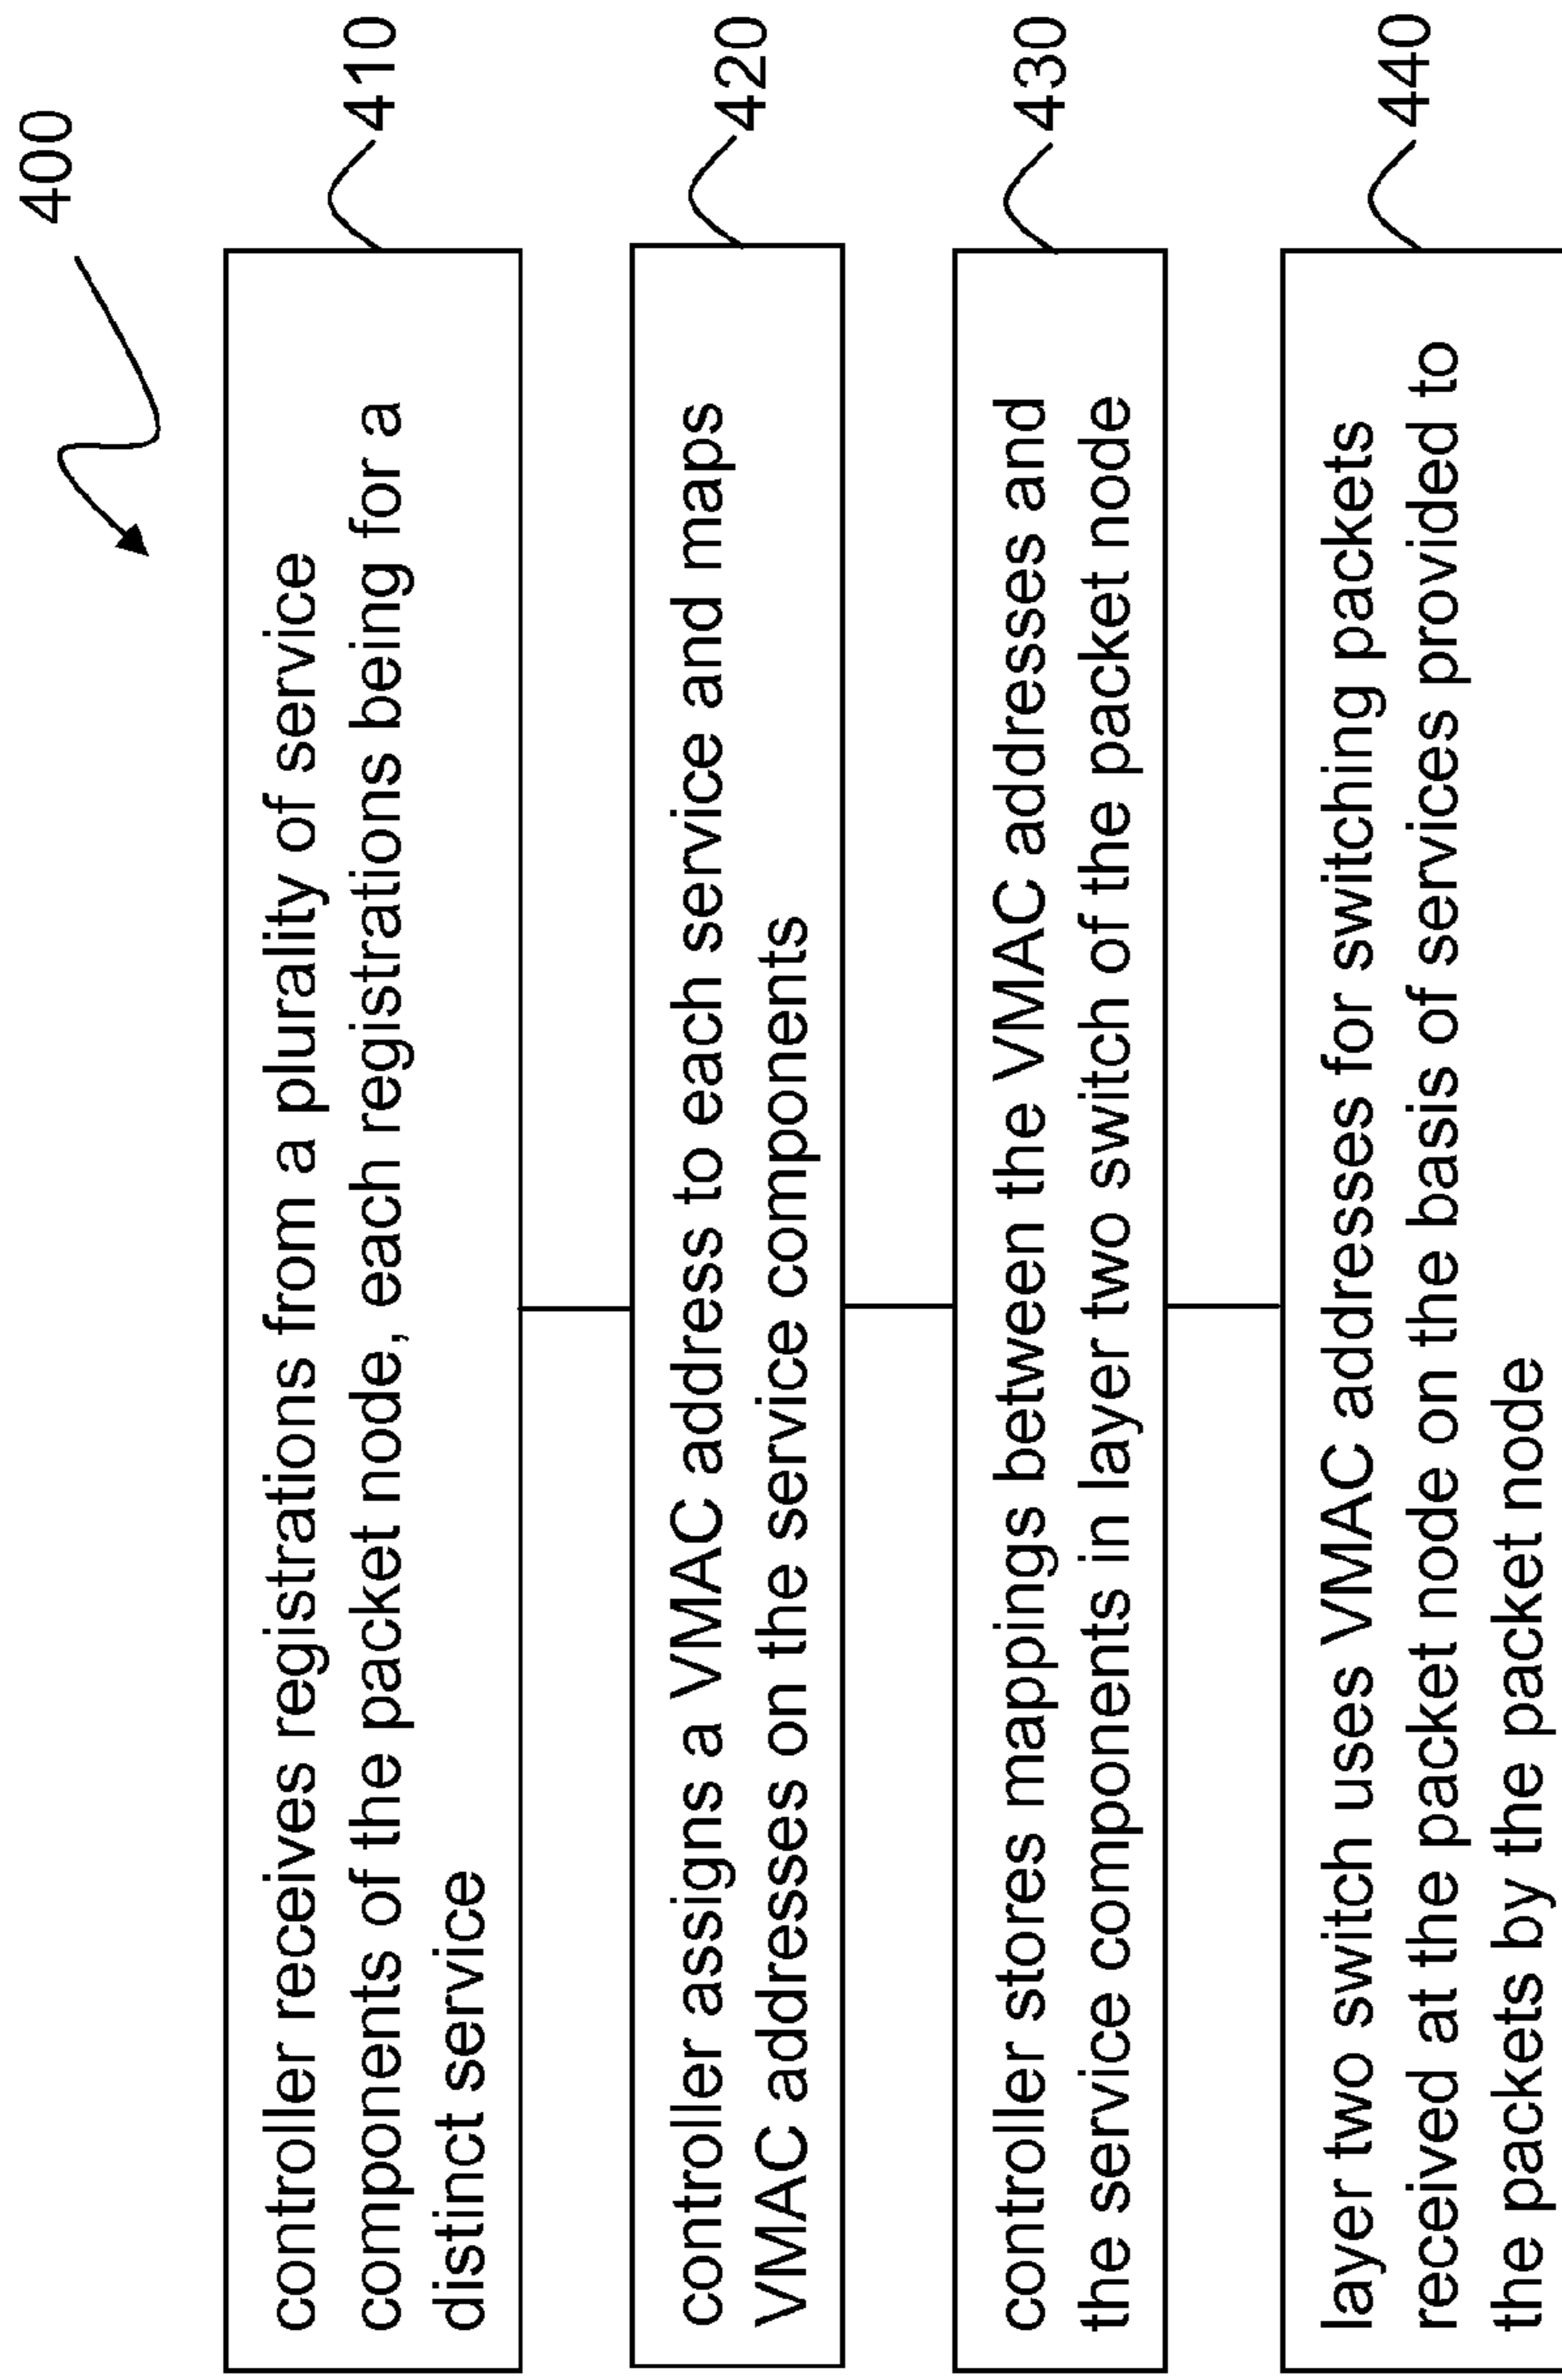 400
controller receives registrations from a plurality of service
components of the packet node, each registrations being for a
distinct service
410
controller assigns a VMAC address to each service and maps
VMAC addresses on the service components
420
controller stores mappings between the VMAC addresses and
the service components in layer two switch of the packet node
430
layer two switch uses VMAC addresses for switching packets
received at the packet node on the basis of services provided to
the packets by the packet node
440